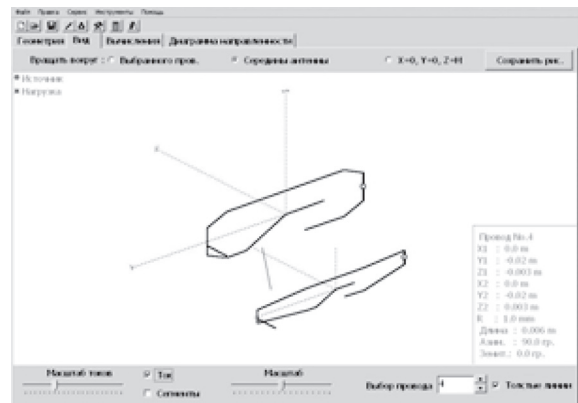 Файл Правка Сервис Инструменты Помощь
Геометрия Вид Вычисления Диаграмма направленности
Вращать вокруг : Выбранного пров. Середины антенны X=0, Y=0, Z=H Сохранить рис..
Источник
Нагрузка
Провод No.4
X1 : 0.0 m
Y1 : -0.02 m
Z1 : -0.003 m
X2 : 0.0 m
Y2 : -0.02 m
Z2 : 0.003 m
R : 1.0 mm
Длина : 0.006 m
Азим. : 90.0 гр.
Зенит.: 0.0 гр.
Масштаб токов Ток Масштаб
Сегменты Выбор провода 4 Толстые линии